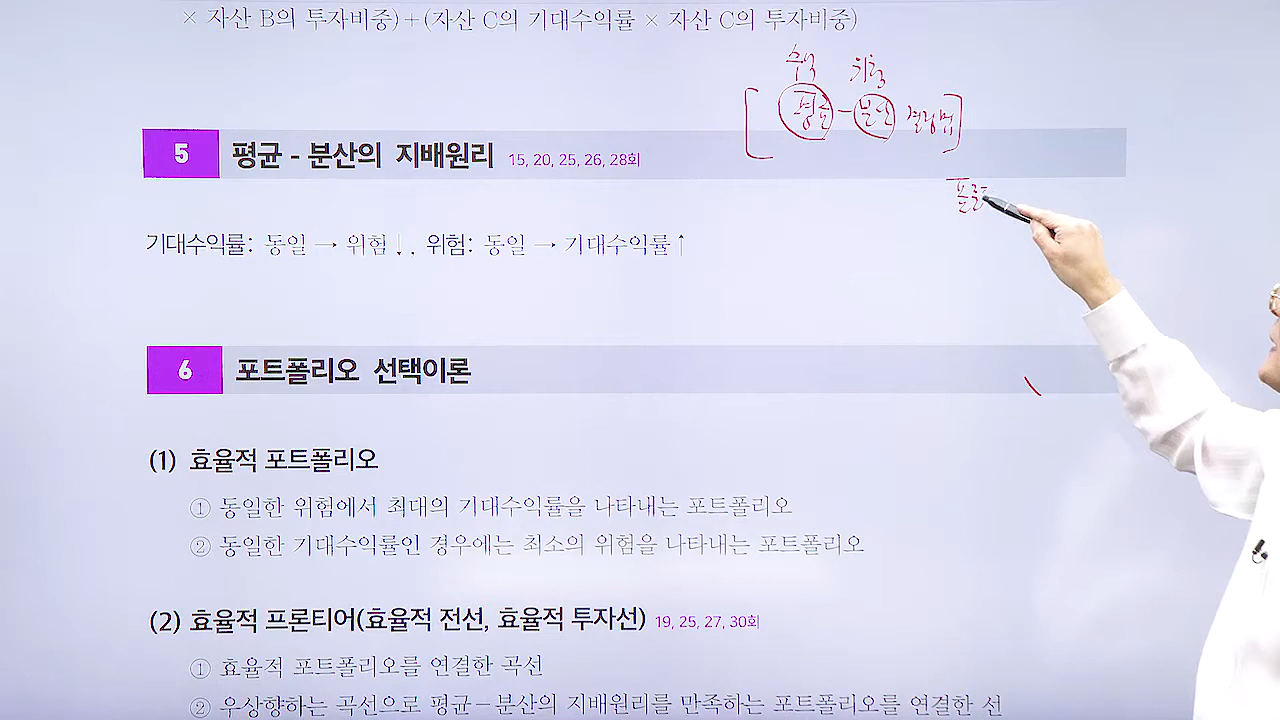 × 자산 B의 투자비중)+(자산 C의 기대수익률 × 자산 C의 투자비중)
수익 위험
평균 - 분산 결정법
5 평균 - 분산의 지배원리 15, 20, 25, 26, 28회
기대수익률: 동일 → 위험↓, 위험: 동일 → 기대수익률↑
6 포트폴리오 선택이론
(1) 효율적 포트폴리오
① 동일한 위험에서 최대의 기대수익률을 나타내는 포트폴리오
② 동일한 기대수익률인 경우에는 최소의 위험을 나타내는 포트폴리오
(2) 효율적 프론티어(효율적 전선, 효율적 투자선) 19, 25, 27, 30회
① 효율적 포트폴리오를 연결한 곡선
② 우상향하는 곡선으로 평균-분산의 지배원리를 만족하는 포트폴리오를 연결한 선